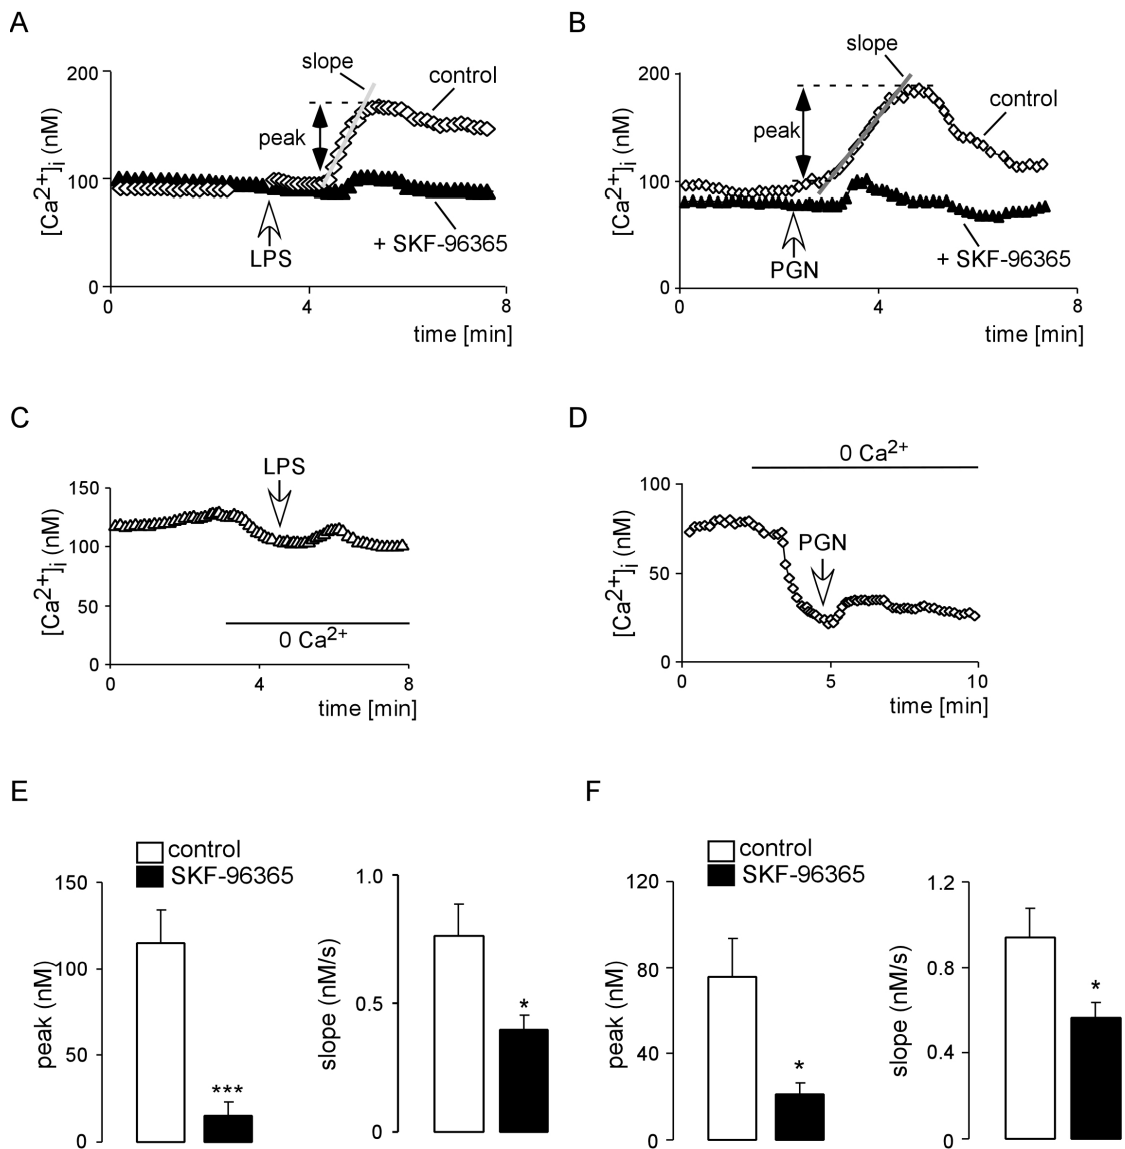 A
200
100
0
[Ca2+]i (nM)
slope
control
peak
LPS
+ SKF-96365
0
4
8
time [min]
B
200
100
0
[Ca2+]i (nM)
slope
control
peak
PGN
+ SKF-96365
0
4
8
time [min]
C
150
100
50
0
[Ca2+]i (nM)
LPS
0 Ca2+
0
4
8
time [min]
D
0 Ca2+
100
50
0
[Ca2+]i (nM)
PGN
0
5
10
time [min]
E
control
SKF-96365
150
100
50
0
peak (nM)
***
1.0
0.5
0
slope (nM/s)
*
F
control
SKF-96365
120
80
40
0
peak (nM)
*
1.2
0.8
0.4
0
slope (nM/s)
*